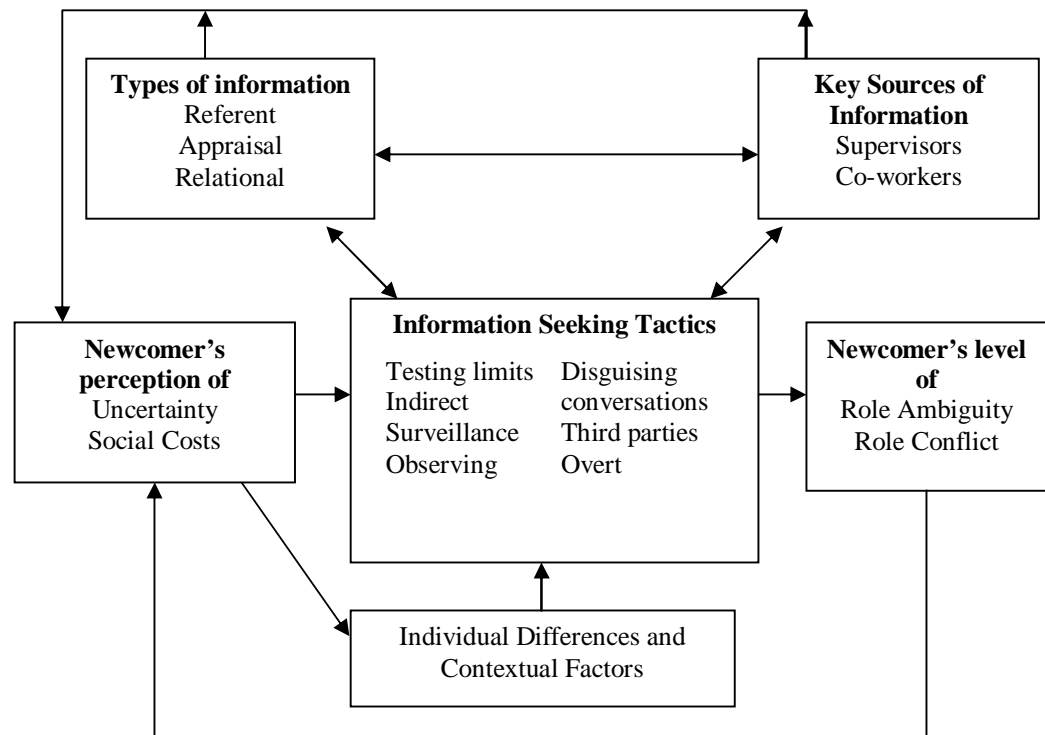 Types of information
Referent
Appraisal
Relational
Key Sources of
Information
Supervisors
Co-workers
Newcomer's
perception of
Uncertainty
Social Costs
Information Seeking Tactics
Testing limits
Indirect
Surveillance
Observing
Disguising
conversations
Third parties
Overt
Newcomer's level
of
Role Ambiguity
Role Conflict
Individual Differences and
Contextual Factors